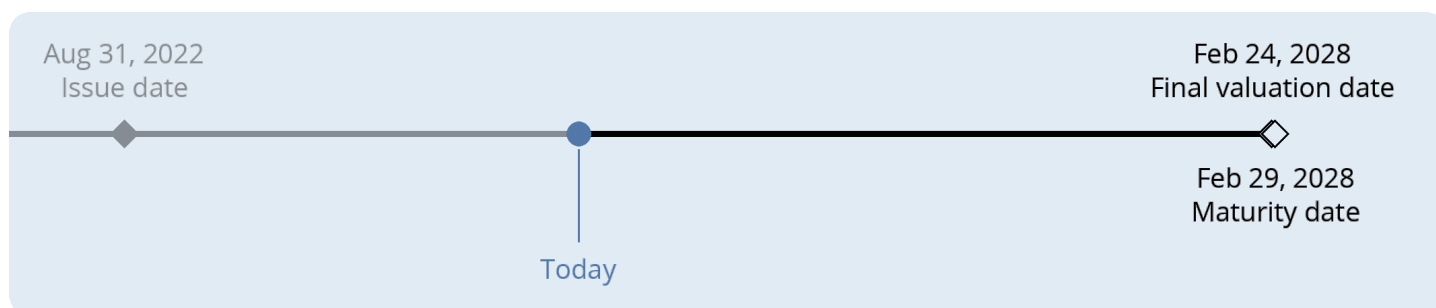 Aug 31, 2022
Issue date
Feb 24, 2028
Final valuation date
Feb 29, 2028
Maturity date
Today